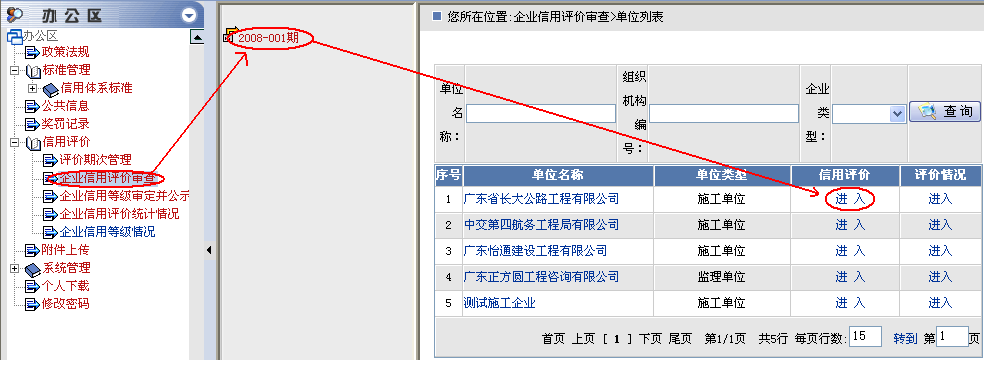 办公区
办公区
政策法规
标准管理
信用体系标准
公共信息
奖罚记录
信用评价
评价期次管理
企业信用评价审查
企业信用等级审定并公示
企业信用评价统计情况
企业信用等级情况
附件上传
系统管理
个人下载
修改密码
2008-001期
您所在位置:企业信用评价审查>单位列表
单位名称：
组织机构编号：
企业类型：
查 询
序号 单位名称 单位类型 信用评价 评价情况
1 广东省长大公路工程有限公司 施工单位 进 入 进入
2 中交第四航务工程局有限公司 施工单位 进 入 进入
3 广东怡通建设工程有限公司 施工单位 进 入 进入
4 广东正方圆工程咨询有限公司 监理单位 进 入 进入
5 测试施工企业 施工单位 进 入 进入
首页 上页 [ 1 ] 下页 尾页 第1/1页 共5行 每页行数: 15 转到 第 1 页